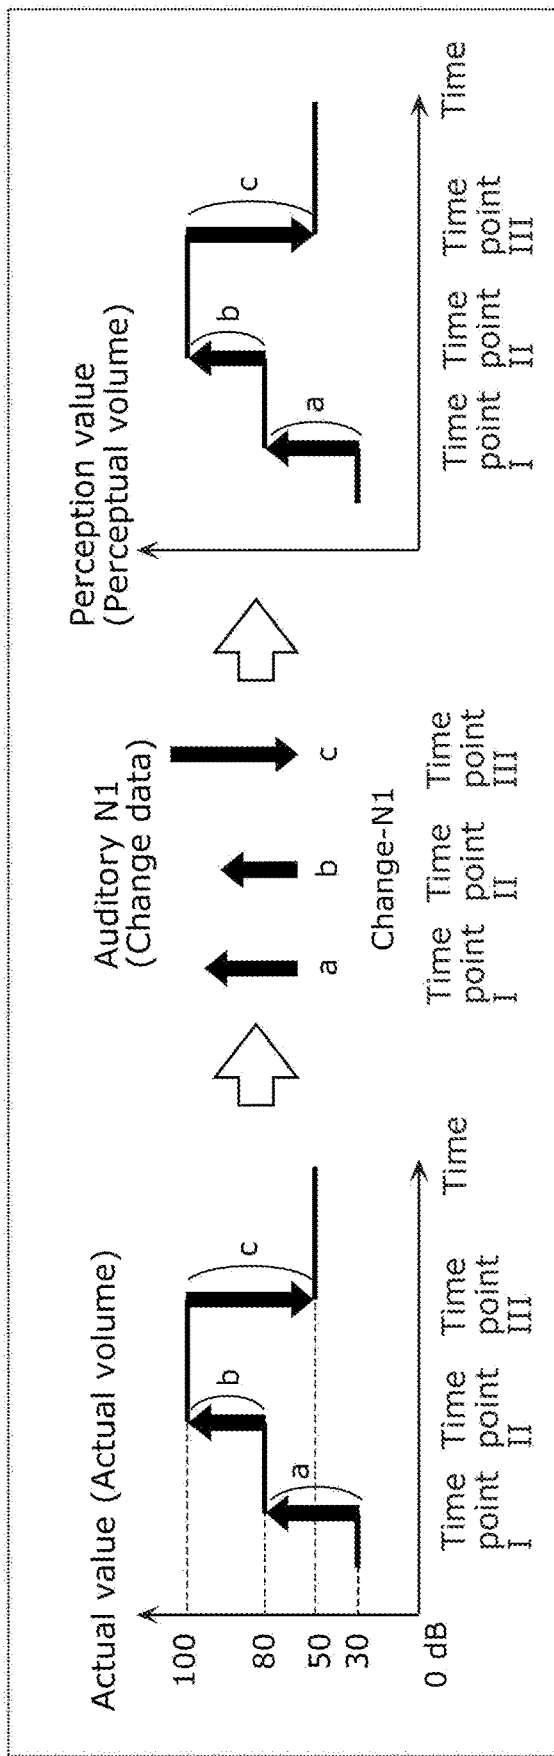 Actual value (Actual volume)
100
80
50
30
0 dB
a
b
c
Time
Time
point
I
Time
point
II
Time
point
III
Auditory N1
(Change data)
a
b
c
Change-N1
Time
point
I
Time
point
II
Time
point
III
Perception value
(Perceptual volume)
a
b
c
Time
Time
point
I
Time
point
II
Time
point
III